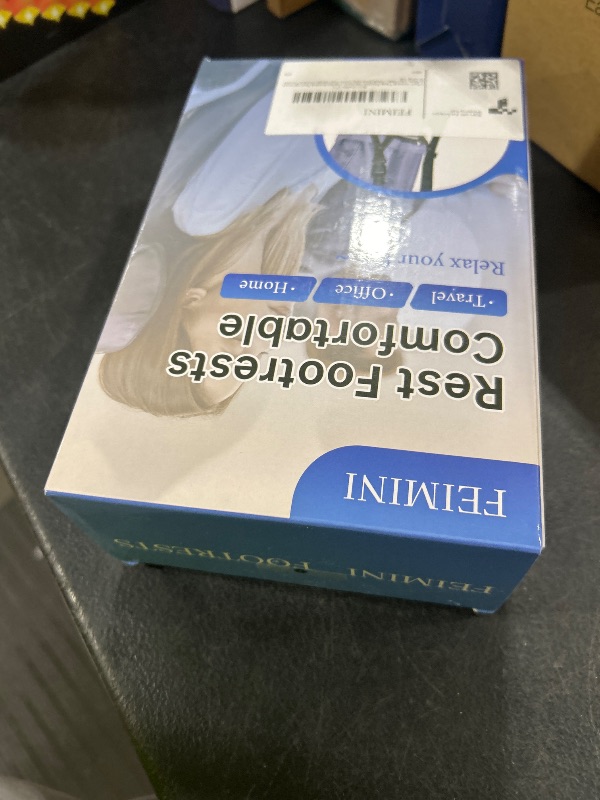 FEIMINI
Rest Footrests
Comfortable
· Travel
· Office
· Home
Relax your
FEIMINI
FEIMINI FOOTRESTS